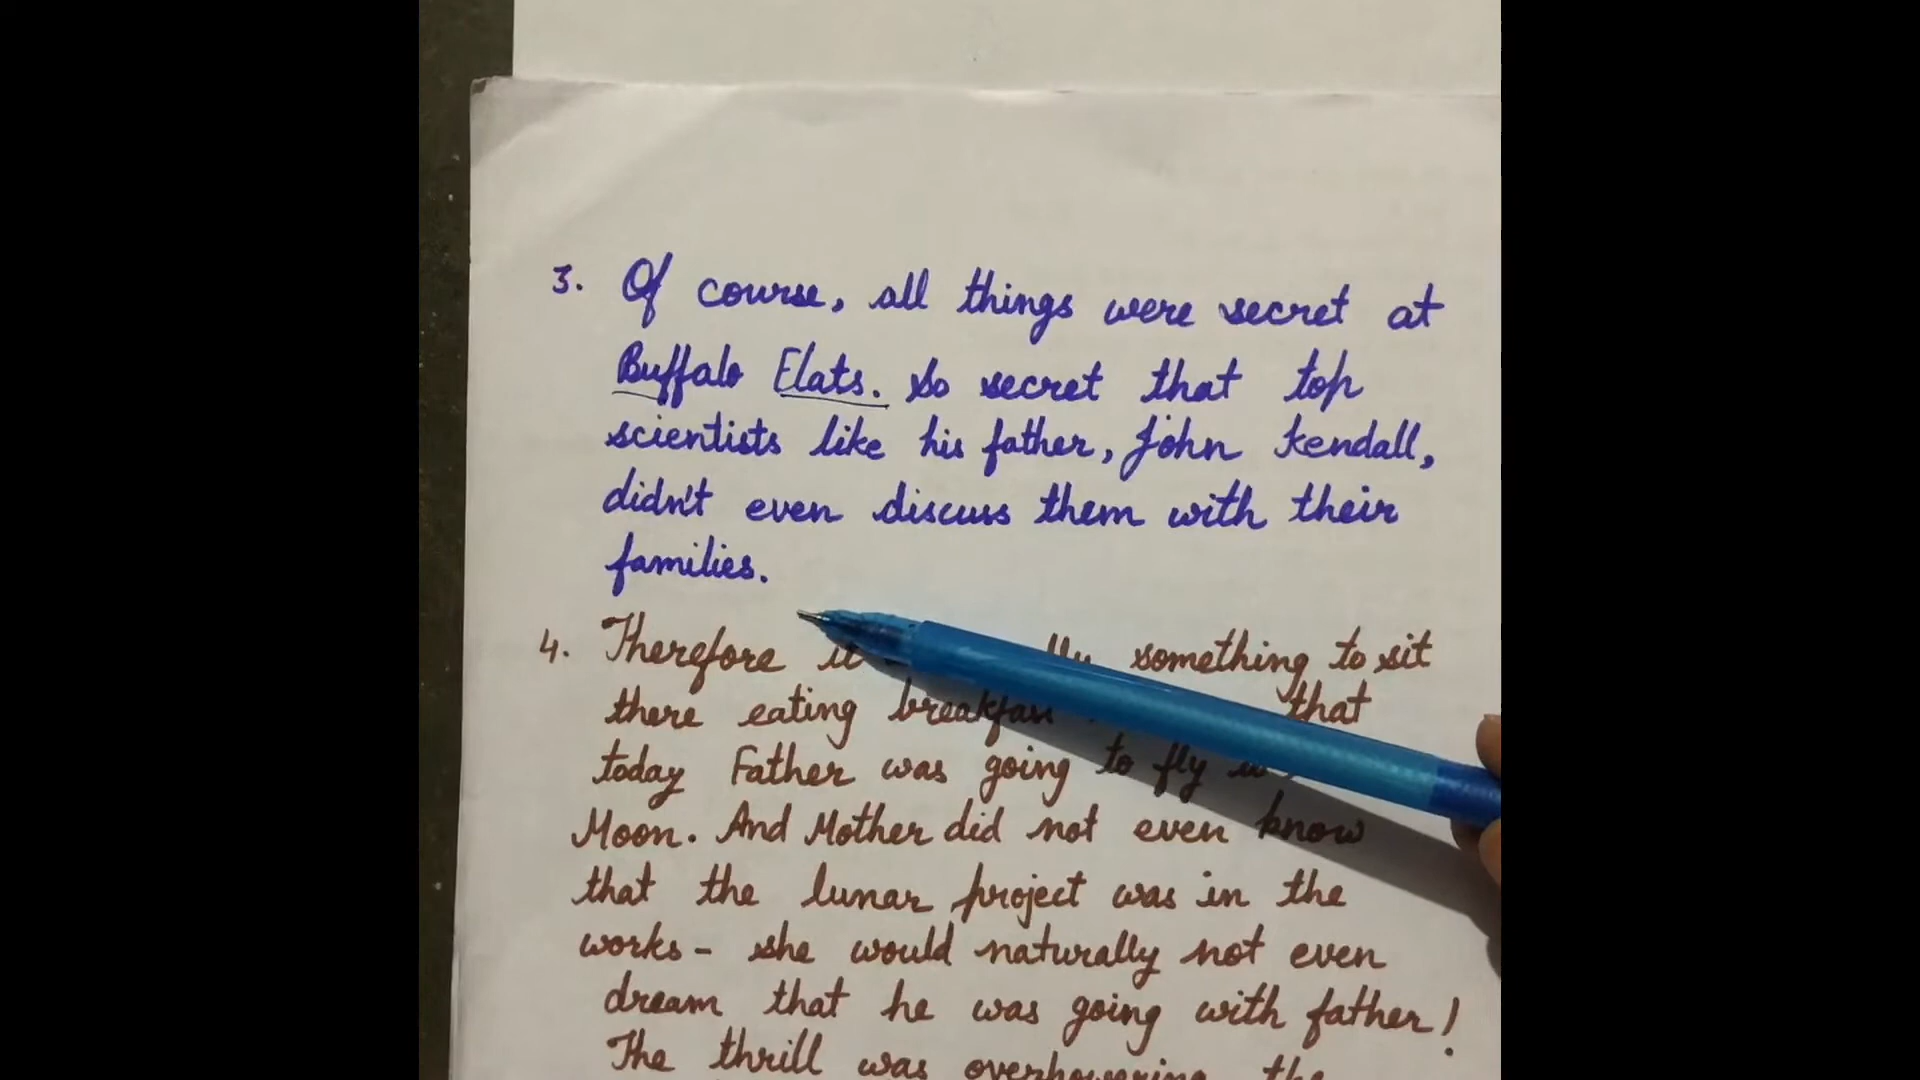 3. Of course, all things were secret at
Buffalo Flats. So secret that top
scientists like his father, John Kendall,
didn't even discuss them with their
families.
4. Therefore it something to sit
there eating that
today Father was going to fly
Moon. And Mother did not even know
that the lunar project was in the
works - she would naturally not even
dream that he was going with father!
The thrill was overpowering the